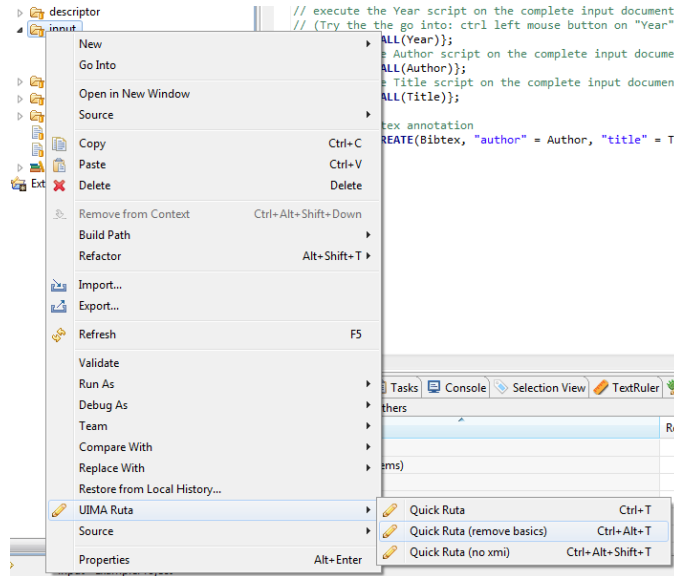 descriptor
input
// execute the Year script on the complete input document
// (Try the the go into: ctrl left mouse button on "Year"
ALL(Year)};
Author script on the complete input docume
ALL(Author)};
Title script on the complete input documen
ALL(Title)};
tex annotation
REATE(Bibtex, "author" = Author, "title" = T
Ext
New
Go Into
Open in New Window
Source
Copy Ctrl+C
Paste Ctrl+V
Delete Delete
Remove from Context Ctrl+Alt+Shift+Down
Build Path
Refactor Alt+Shift+T
Import...
Export...
Refresh F5
Validate
Run As
Debug As
Team
Compare With
Replace With
Restore from Local History...
UIMA Ruta
Source
Properties Alt+Enter
Tasks Console Selection View TextRuler
thers
Re
ems)
Quick Ruta Ctrl+T
Quick Ruta (remove basics) Ctrl+Alt+T
Quick Ruta (no xmi) Ctrl+Alt+Shift+T